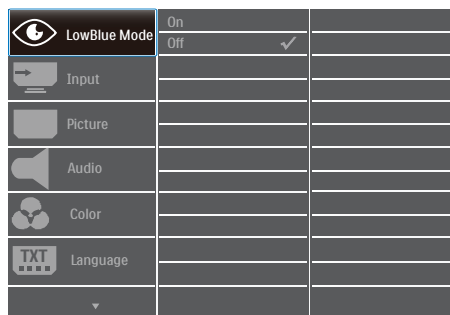 LowBlue Mode
On
Off
Input
Picture
Audio
Color
TXT
Language